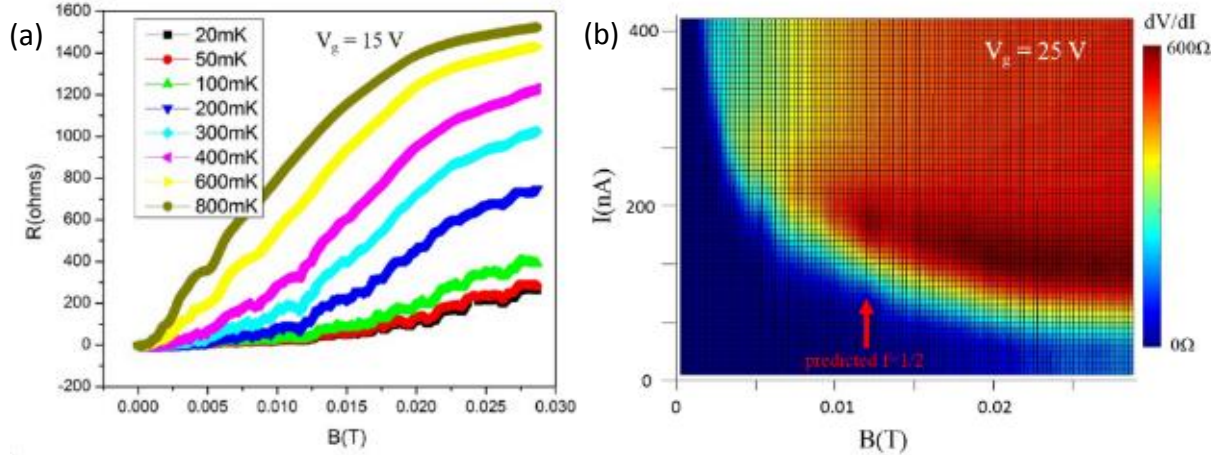 (a)
R(ohms)
1600
1400
1200
1000
800
600
400
200
0
-200
V_g = 15 V
20mK
50mK
100mK
200mK
300mK
400mK
600mK
800mK
0.000 0.005 0.010 0.015 0.020 0.025 0.030
B(T)
(b)
I(nA)
400
200
0
V_g = 25 V
predicted f=1/2
0 0.01 0.02
B(T)
dV/dI
600Ω
0Ω